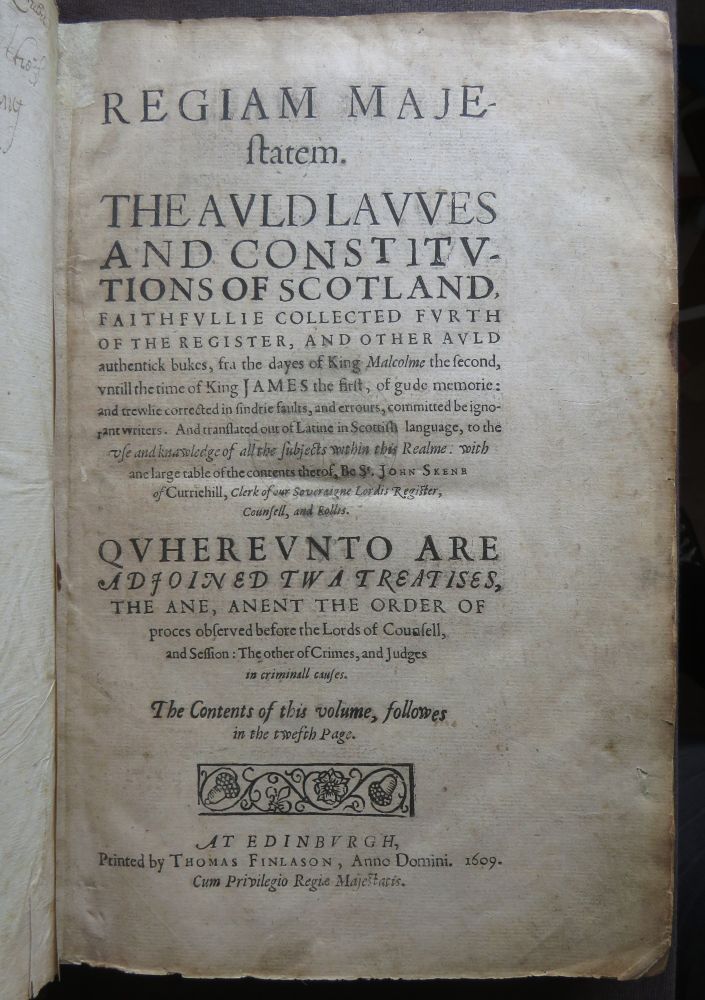 REGIAM MAJE-
ſtatem.
THE AVLD LAVVES
AND CONSTITV-
TIONS OF SCOTLAND,
FAITHFVLLIE COLLECTED FVRTH
OF THE REGISTER, AND OTHER AVLD
authentick bukes, fra the dayes of King Malcolme the ſecond,
vntill the time of King JAMES the firſt, of gude memorie:
and trewlie corrected in ſindrie faults, and errours, committed be igno-
rant writers. And tranſlated out of Latine in Scottiſh language, to the
vſe and knawledge of all the ſubjects within this Realme: with
ane large table of the contents therof, Be Sr. JOHN SKENE
of Curriehill, Clerk of our Soveraigne Lordis Regiſter,
Counſell, and Rollis.
QVHEREVNTO ARE
ADJOINED TWA TREATISES,
THE ANE, ANENT THE ORDER OF
proces obſerved before the Lords of Counſell,
and Seſſion: The other of Crimes, and Judges
in criminall cauſes.
The Contents of this volume, followes
in the twefth Page.
AT EDINBVRGH,
Printed by THOMAS FINLASON, Anno Domini. 1609.
Cum Privilegio Regiæ Majeſtatis.